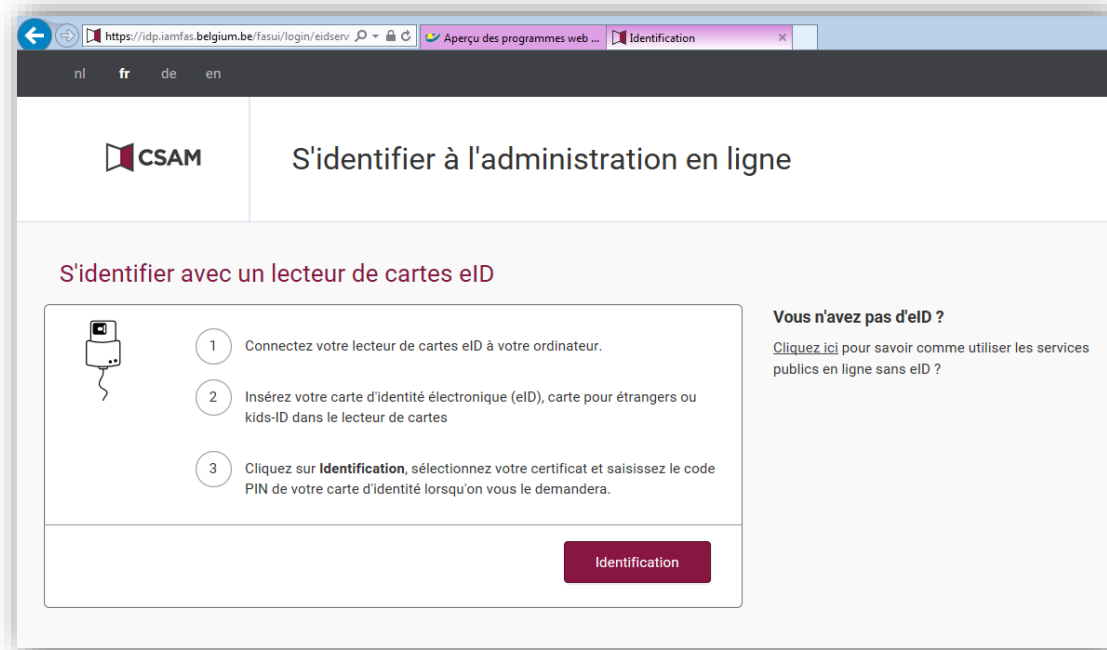 https://idp.iamfas.belgium.be/fasui/login/eidserv
Aperçu des programmes web ...
Identification
nl fr de en
CSAM
S'identifier à l'administration en ligne
S'identifier avec un lecteur de cartes eID
1 Connectez votre lecteur de cartes eID à votre ordinateur.
2 Insérez votre carte d'identité électronique (eID), carte pour étrangers ou
kids-ID dans le lecteur de cartes
3 Cliquez sur Identification, sélectionnez votre certificat et saisissez le code
PIN de votre carte d'identité lorsqu'on vous le demandera.
Identification
Vous n'avez pas d'eID ?
Cliquez ici pour savoir comme utiliser les services
publics en ligne sans eID ?